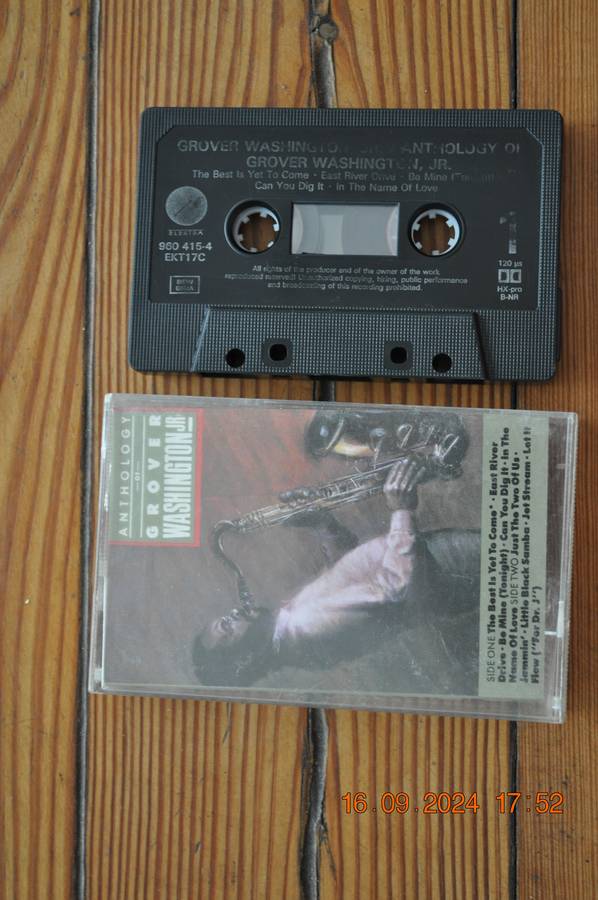 GROVER WASHINGTON, JR. / ANTHOLOGY OF
GROVER WASHINGTON, JR.
The Best Is Yet To Come · East River Drive · Be Mine (Tonight)
Can You Dig It · In The Name Of Love
ELEKTRA
960 415-4
EKT17C
All rights of the producer and of the owner of the work
reproduced reserved! Unauthorized copying, hiring, public performance
and broadcasting of this recording prohibited.
120 µs
HX-pro
B-NR
ANTHOLOGY
OF
GROVER
WASHINGTON, JR.
SIDE ONE The Best Is Yet To Come* · East River
Drive · Be Mine (Tonight) · Can You Dig It · In The
Name Of Love SIDE TWO Just The Two Of Us ·
Jammin' · Little Black Samba · Jet Stream · Let It
Flow ("For Dr. J")
16.09.2024 17:52